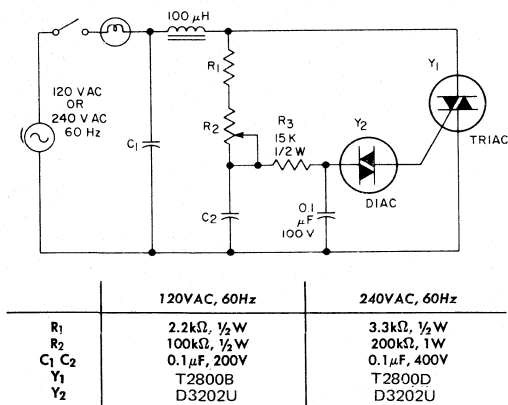 100 μH
120 VAC
OR
240 VAC
60 Hz
C1
R1
R2
R3
15 K
1/2 W
Y2
Y1
TRIAC
DIAC
C2
0.1
μF
100 V
120VAC, 60Hz 240VAC, 60Hz
R1 2.2kΩ, ½W 3.3kΩ, ½W
R2 100kΩ, ½W 200kΩ, 1W
C1 C2 0.1μF, 200V 0.1μF, 400V
Y1 T2800B T2800D
Y2 D3202U D3202U